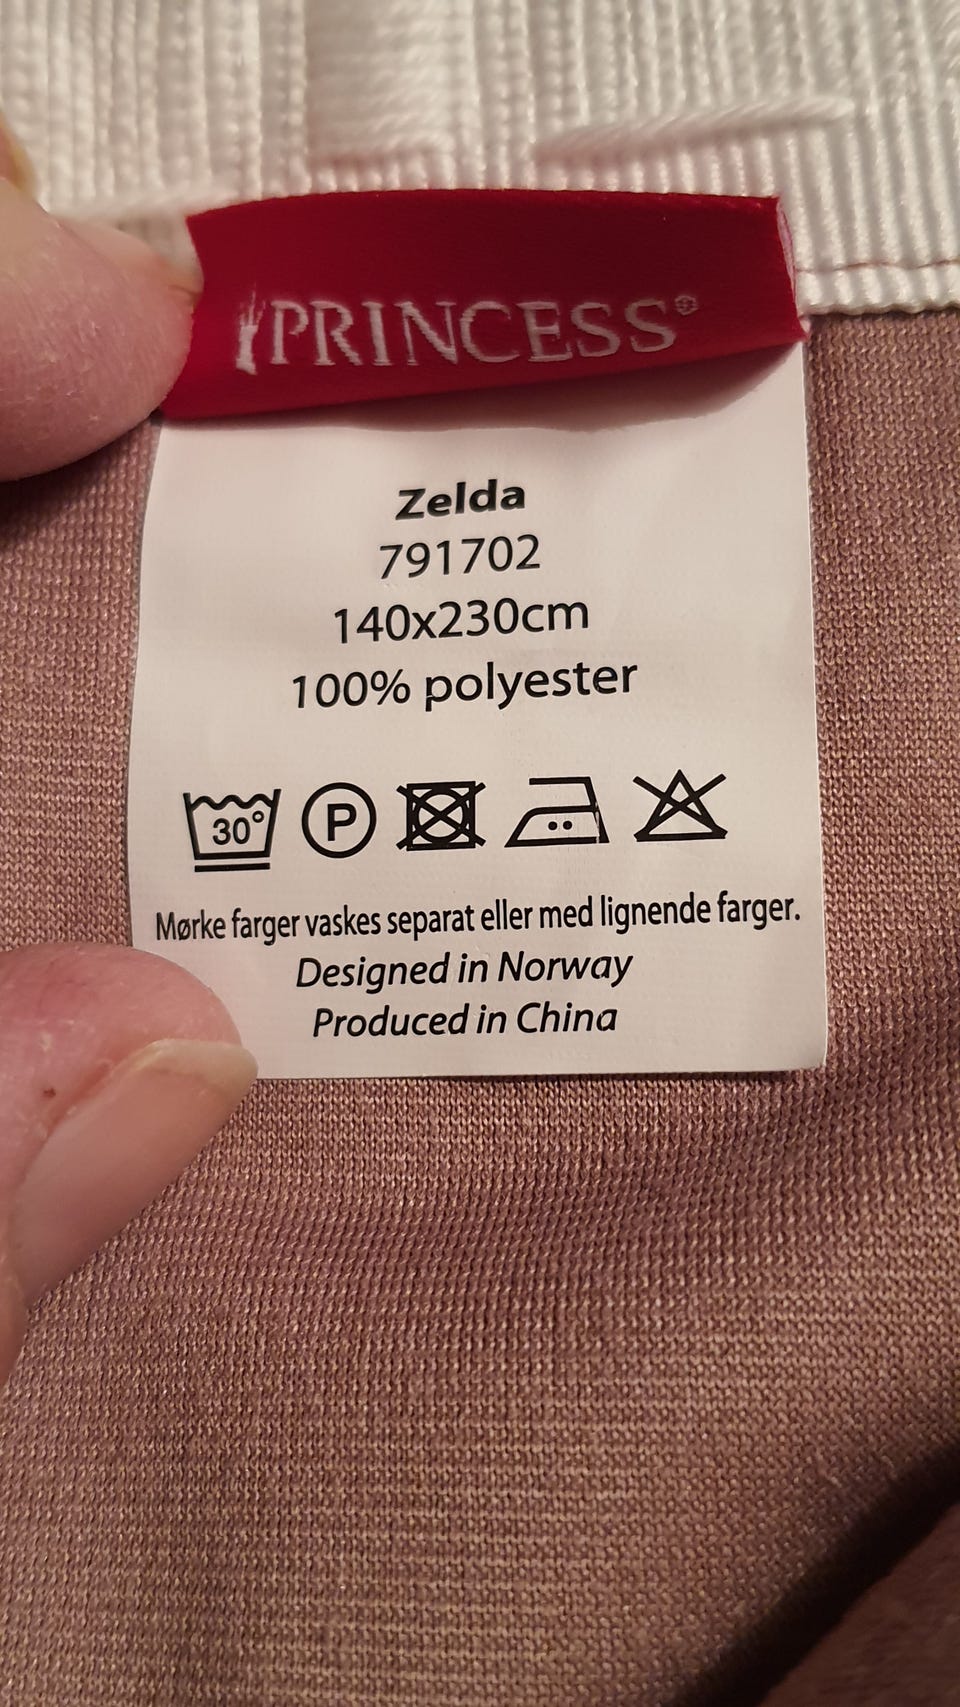 PRINCESS®
Zelda
791702
140x230cm
100% polyester
30° P
Mørke farger vaskes separat eller med lignende farger.
Designed in Norway
Produced in China